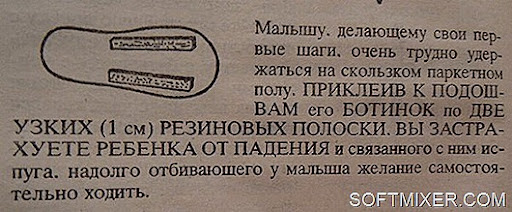 Малышу, делающему свои пер-
вые шаги, очень трудно удер-
жаться на скользком паркетном
полу. ПРИКЛЕИВ К ПОДОШ-
ВАМ его БОТИНОК по ДВЕ
УЗКИХ (1 см) РЕЗИНОВЫХ ПОЛОСКИ, ВЫ ЗАСТРА-
ХУЕТЕ РЕБЕНКА ОТ ПАДЕНИЯ и связанного с ним ис-
пуга, надолго отбивающего у малыша желание самостоя-
тельно ходить.
SOFTMIXER.COM